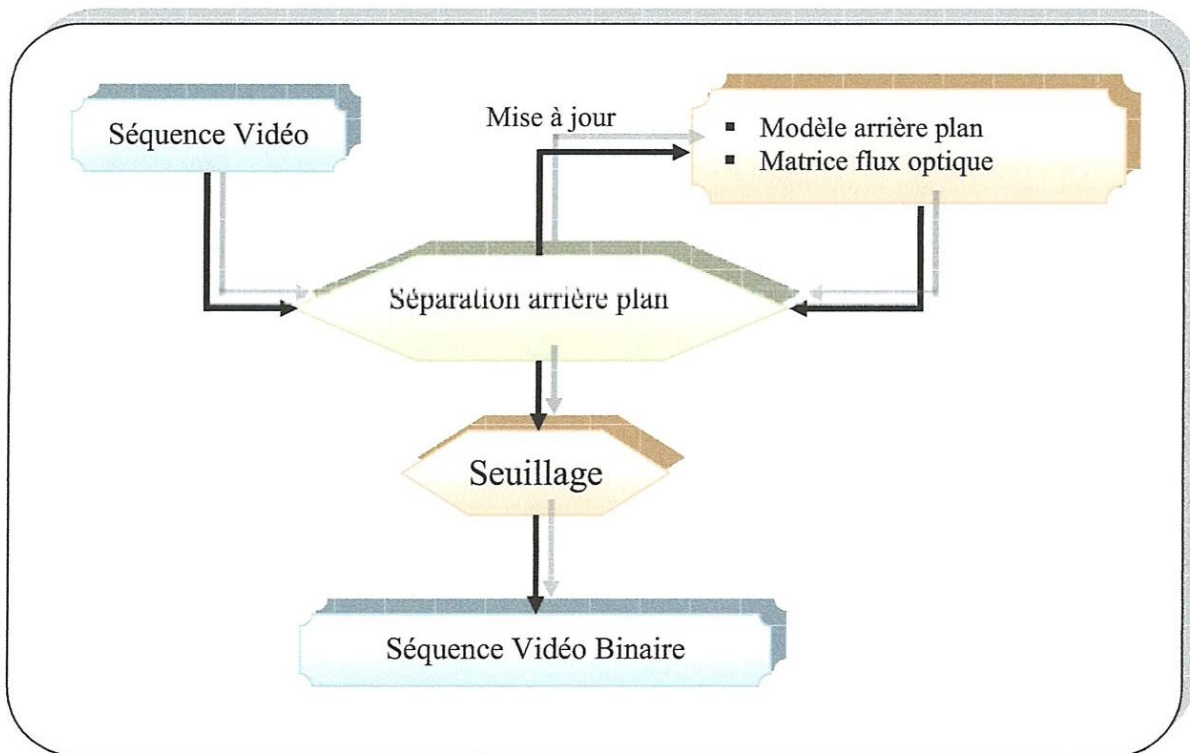 Séquence Vidéo
Mise à jour
▪ Modèle arrière plan
▪ Matrice flux optique
Séparation arrière plan
Seuillage
Séquence Vidéo Binaire